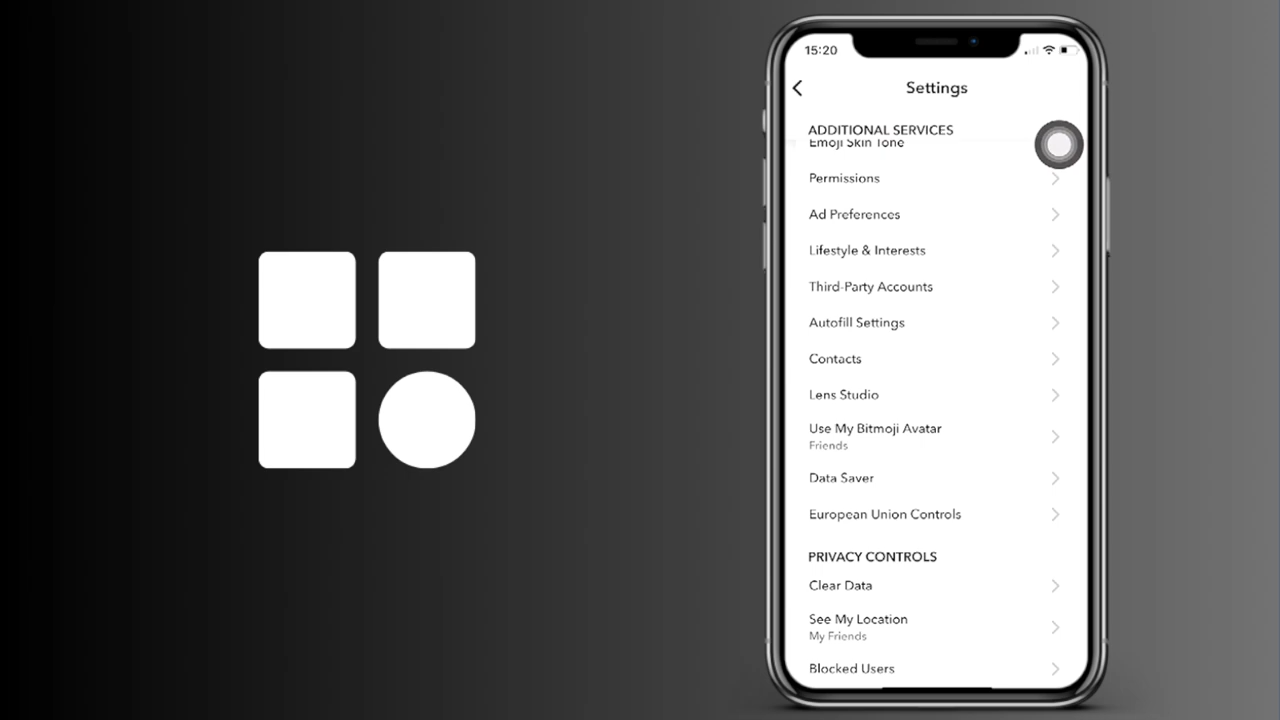 15:20
Settings
ADDITIONAL SERVICES
Emoji Skin Tone
Permissions
Ad Preferences
Lifestyle & Interests
Third-Party Accounts
Autofill Settings
Contacts
Lens Studio
Use My Bitmoji Avatar
Friends
Data Saver
European Union Controls
PRIVACY CONTROLS
Clear Data
See My Location
My Friends
Blocked Users